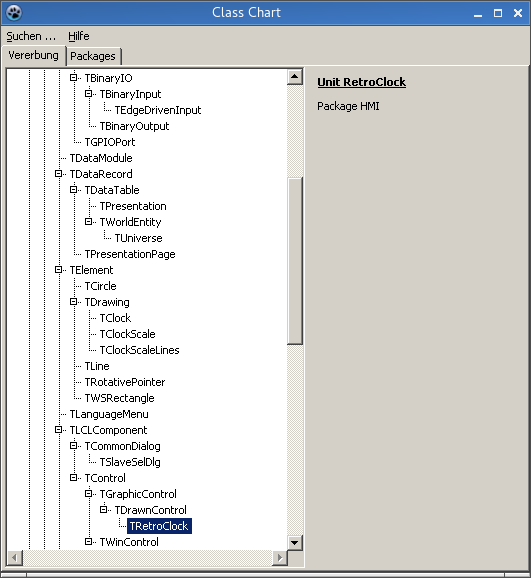 Class Chart
Suchen ... Hilfe
Vererbung Packages
TBinaryIO
TBinaryInput
TEdgeDrivenInput
TBinaryOutput
TGPIOPort
TDataModule
TDataRecord
TDataTable
TPresentation
TWorldEntity
TUniverse
TPresentationPage
TElement
TCircle
TDrawing
TClock
TClockScale
TClockScaleLines
TLine
TRotativePointer
TWSRectangle
TLanguageMenu
TLCLComponent
TCommonDialog
TSlaveSelDlg
TControl
TGraphicControl
TDrawnControl
TRetroClock
TWinControl
Unit RetroClock
Package HMI